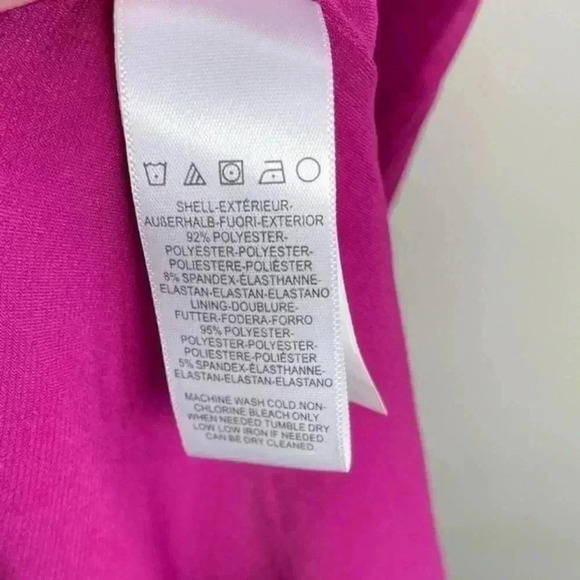 SHELL-EXTÉRIEUR-
AUßERHALB-FUORI-EXTERIOR
92% POLYESTER-
POLYESTER-POLYESTER-
POLIESTERE-POLIÉSTER
8% SPANDEX-ÉLASTHANNE-
ELASTAN-ELASTAN-ELASTANO
LINING-DOUBLURE-
FUTTER-FODERA-FORRO
95% POLYESTER-
POLYESTER-POLYESTER-
POLIESTERE-POLIÉSTER
5% SPANDEX-ÉLASTHANNE-
ELASTAN-ELASTAN-ELASTANO
MACHINE WASH COLD.NON-
CHLORINE BLEACH ONLY
WHEN NEEDED TUMBLE DRY
LOW LOW IRON IF NEEDED
CAN BE DRY CLEANED